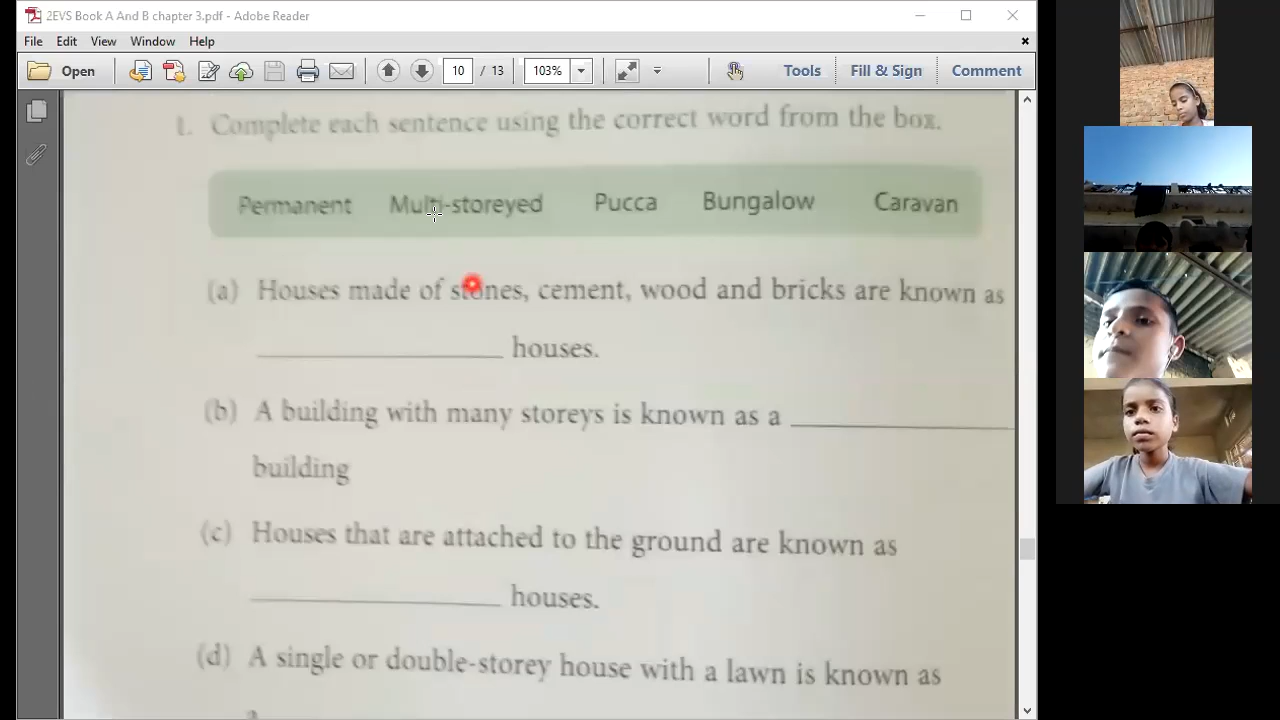 2EVS Book A And B chapter 3.pdf - Adobe Reader
File Edit View Window Help
Open 10 / 13 103% Tools Fill & Sign Comment
1. Complete each sentence using the correct word from the box.
Permanent Multi-storeyed Pucca Bungalow Caravan
(a) Houses made of stones, cement, wood and bricks are known as
____________ houses.
(b) A building with many storeys is known as a ____________
building
(c) Houses that are attached to the ground are known as
____________ houses.
(d) A single or double-storey house with a lawn is known as